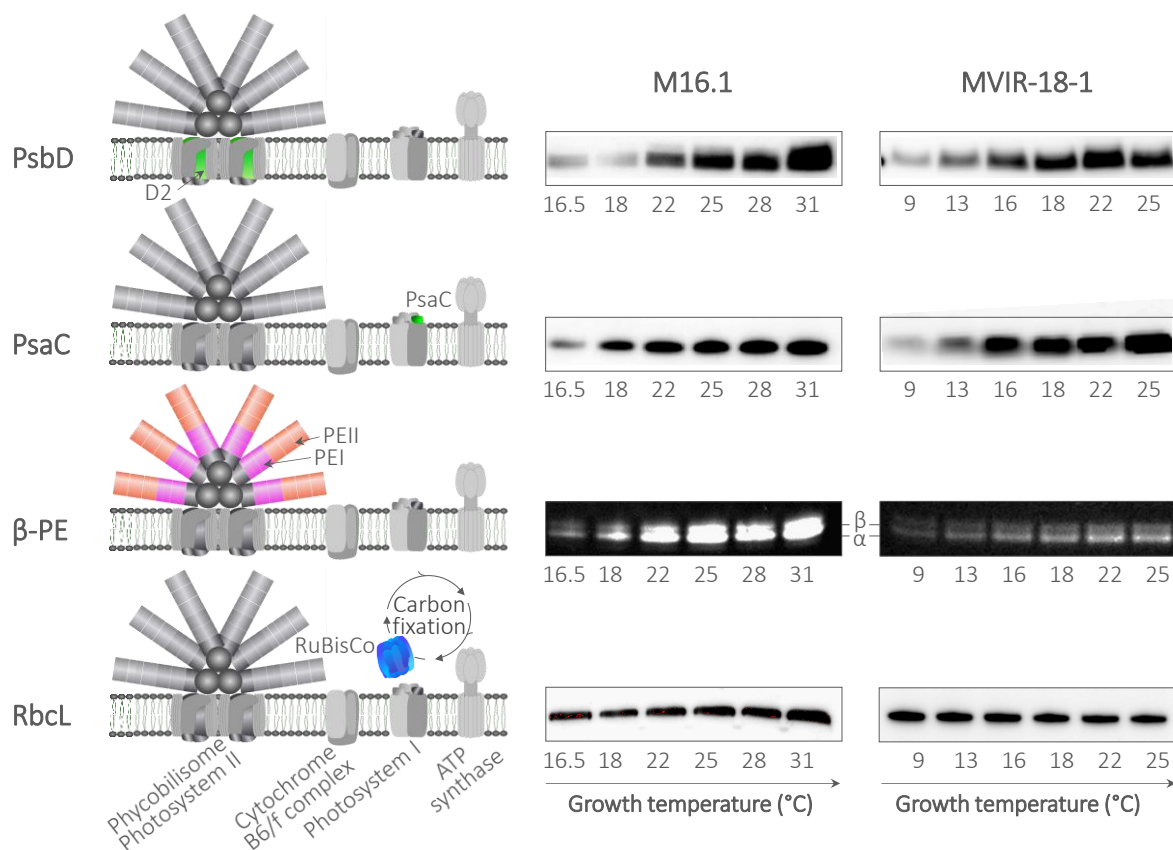 M16.1
MVIR-18-1
PsbD
D2
16.5 18 22 25 28 31
9 13 16 18 22 25
PsaC
PsaC
16.5 18 22 25 28 31
9 13 16 18 22 25
β-PE
PEII
PEI
β
α
16.5 18 22 25 28 31
9 13 16 18 22 25
RbcL
Carbon
fixation
RuBisCo
16.5 18 22 25 28 31
9 13 16 18 22 25
Phycobilisome
Photosystem II
Cytochrome
B6/f complex
Photosystem I
ATP
synthase
Growth temperature (°C)
Growth temperature (°C)